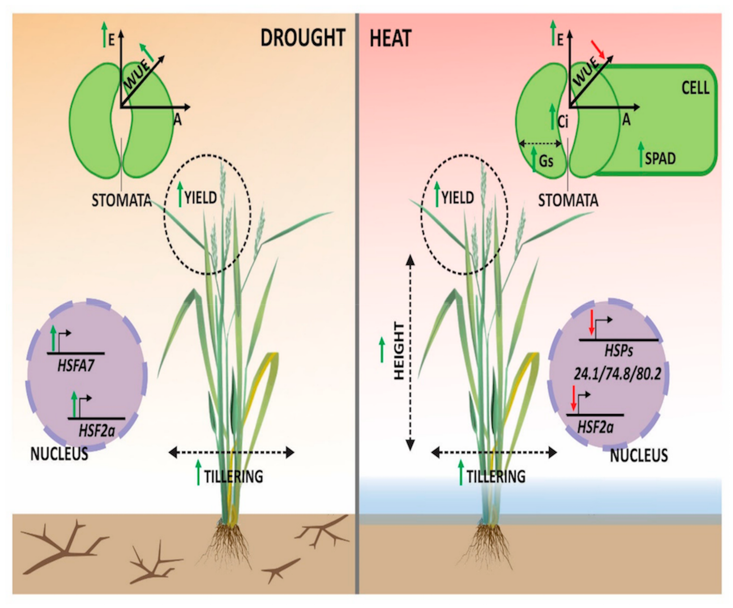 DROUGHT
E
WUE
A
STOMATA
YIELD
HSFA7
HSF2a
NUCLEUS
TILLERING
HEAT
E
WUE
A
Ci
Gs
CELL
SPAD
STOMATA
YIELD
HEIGHT
HSPs
24.1/74.8/80.2
HSF2a
NUCLEUS
TILLERING